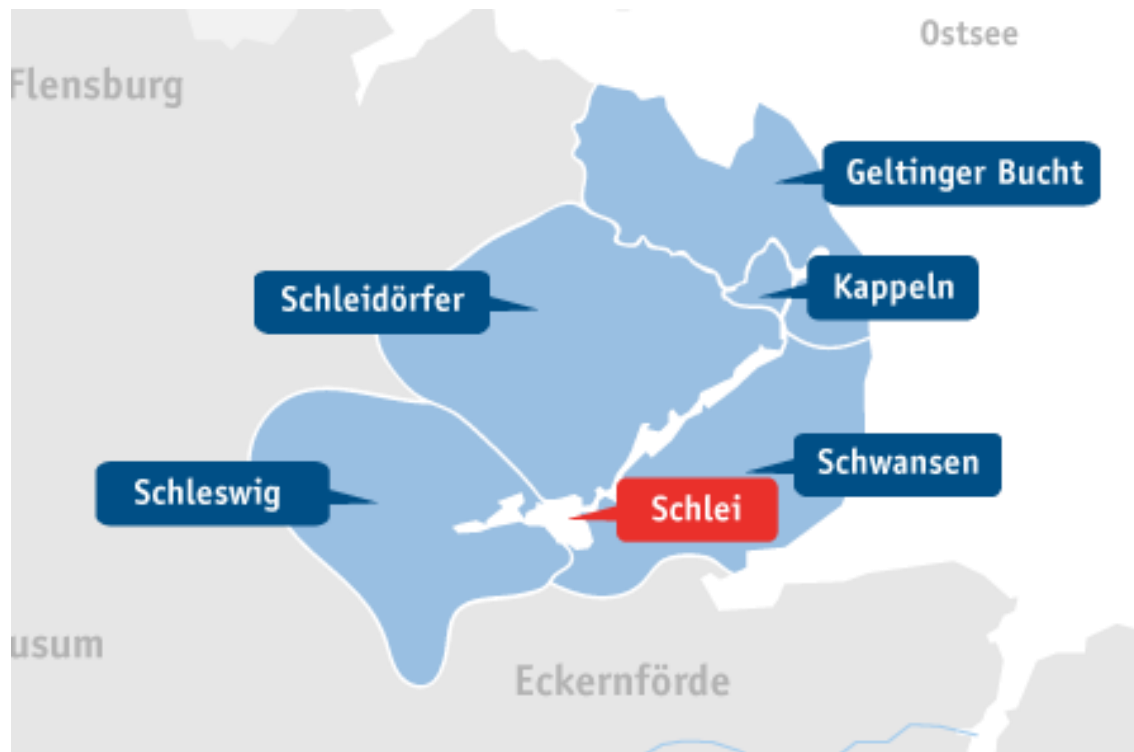 Ostsee
Flensburg
Geltinger Bucht
Kappeln
Schleidörfer
Schwansen
Schleswig
Schlei
usum
Eckernförde